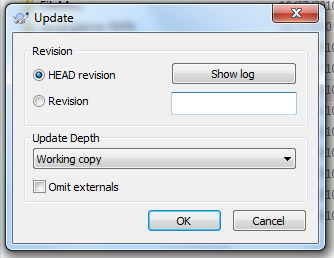 Update
Revision
HEAD revision
Show log
Revision
Update Depth
Working copy
Omit externals
OK
Cancel